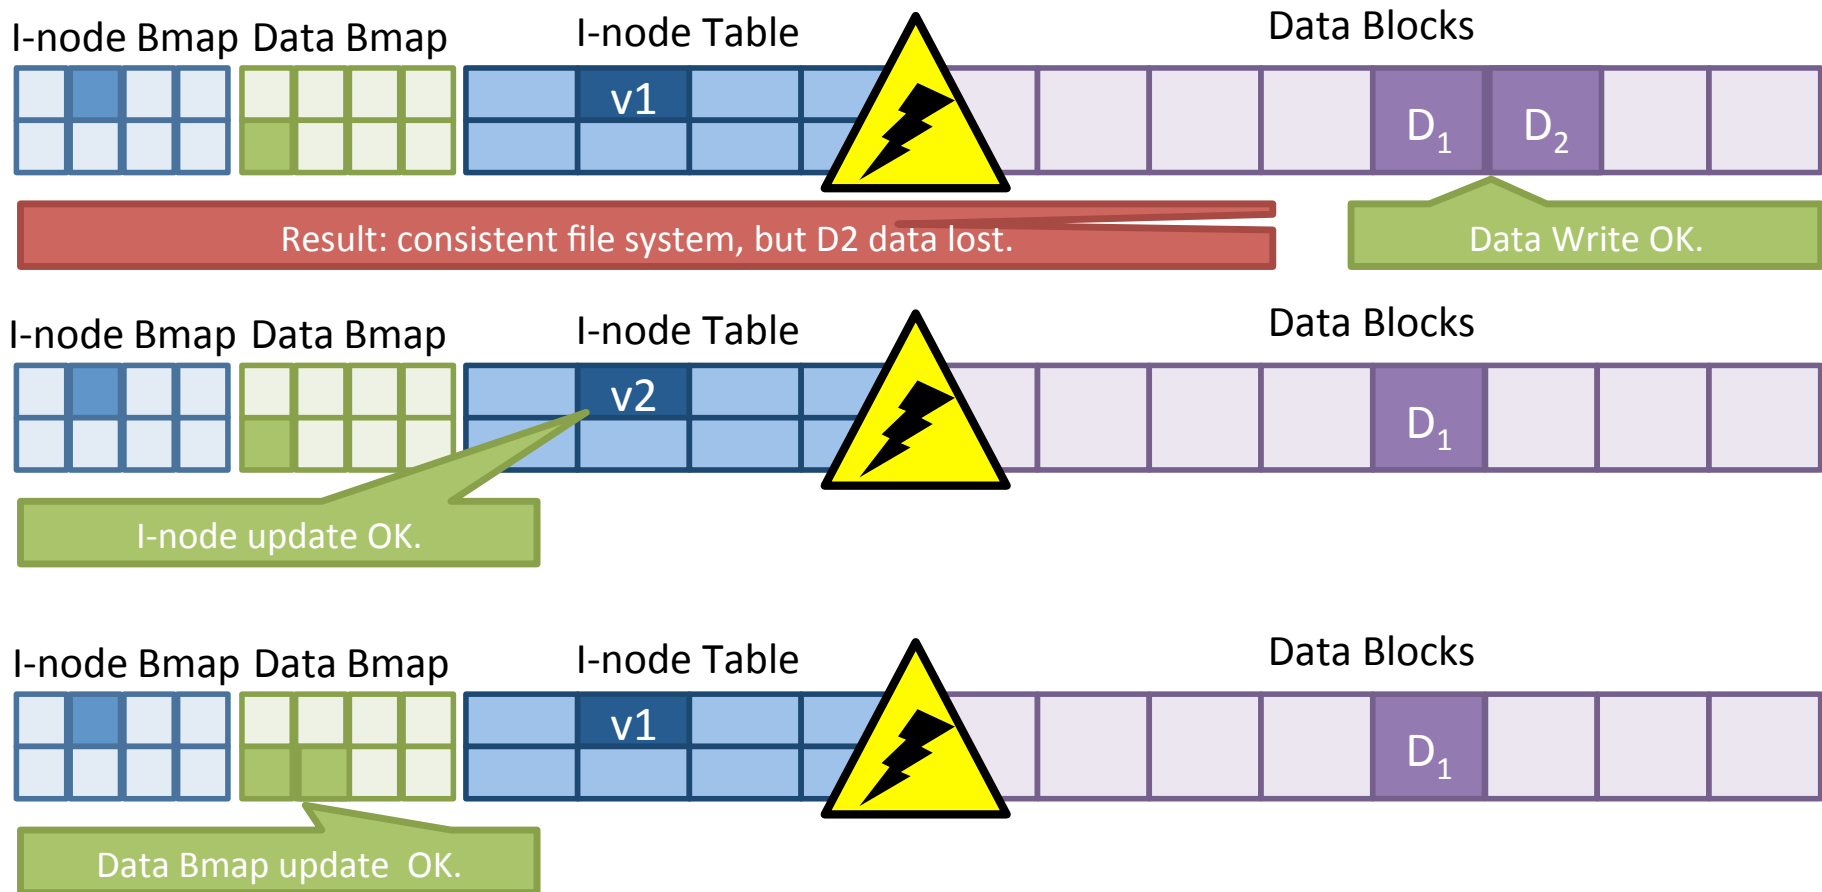 I-node Bmap Data Bmap I-node Table Data Blocks
v1 D₁ D₂
Result: consistent file system, but D2 data lost. Data Write OK.
I-node Bmap Data Bmap I-node Table Data Blocks
v2 D₁
I-node update OK.
I-node Bmap Data Bmap I-node Table Data Blocks
v1 D₁
Data Bmap update OK.